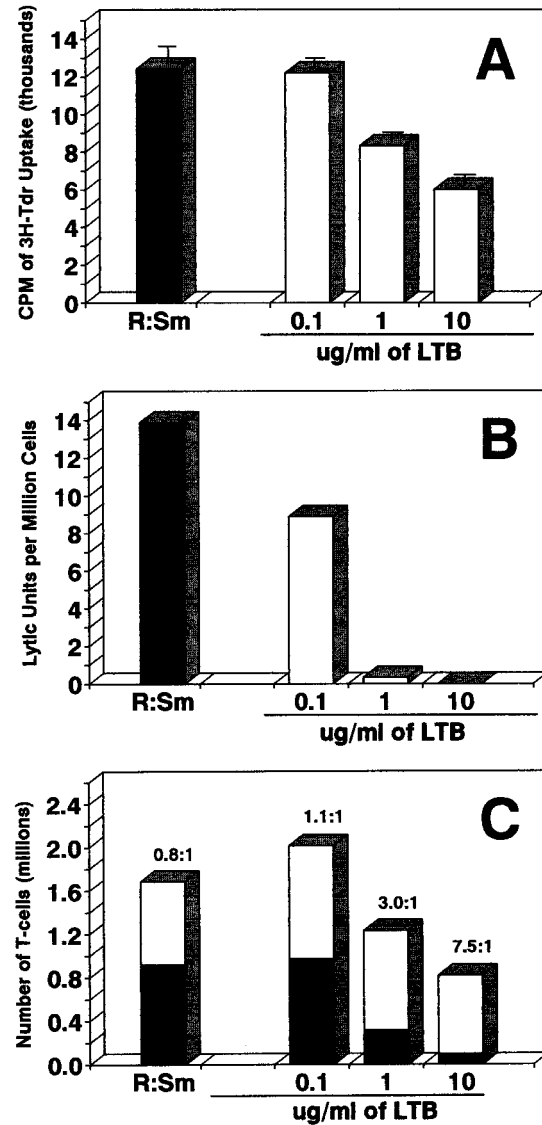 A
CPM of 3H-Tdr Uptake (thousands)
14
12
10
8
6
4
2
0
R:Sm
0.1 1 10
ug/ml of LTB
B
Lytic Units per Million Cells
14
12
10
8
6
4
2
0
R:Sm
0.1 1 10
ug/ml of LTB
C
Number of T-cells (millions)
2.4
2.0
1.6
1.2
0.8
0.4
0.0
0.8:1
1.1:1
3.0:1
7.5:1
R:Sm
0.1 1 10
ug/ml of LTB